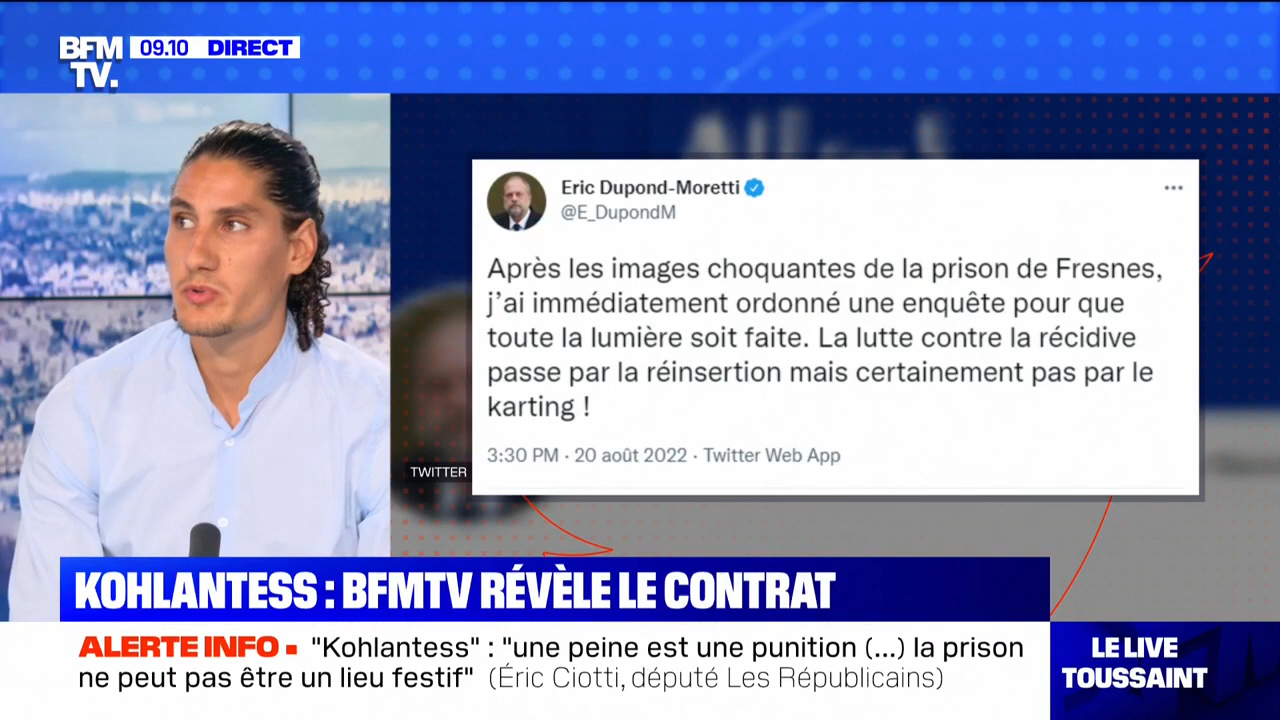 BFM
TV.
09.10 DIRECT
Eric Dupond-Moretti
@E_DupondM
Après les images choquantes de la prison de Fresnes,
j'ai immédiatement ordonné une enquête pour que
toute la lumière soit faite. La lutte contre la récidive
passe par la réinsertion mais certainement pas par le
karting !
3:30 PM · 20 août 2022 · Twitter Web App
TWITTER
KOHLANTESS : BFMTV RÉVÈLE LE CONTRAT
ALERTE INFO ▪ "Kohlantess" : "une peine est une punition (...) la prison
ne peut pas être un lieu festif" (Éric Ciotti, député Les Républicains)
LE LIVE
TOUSSAINT